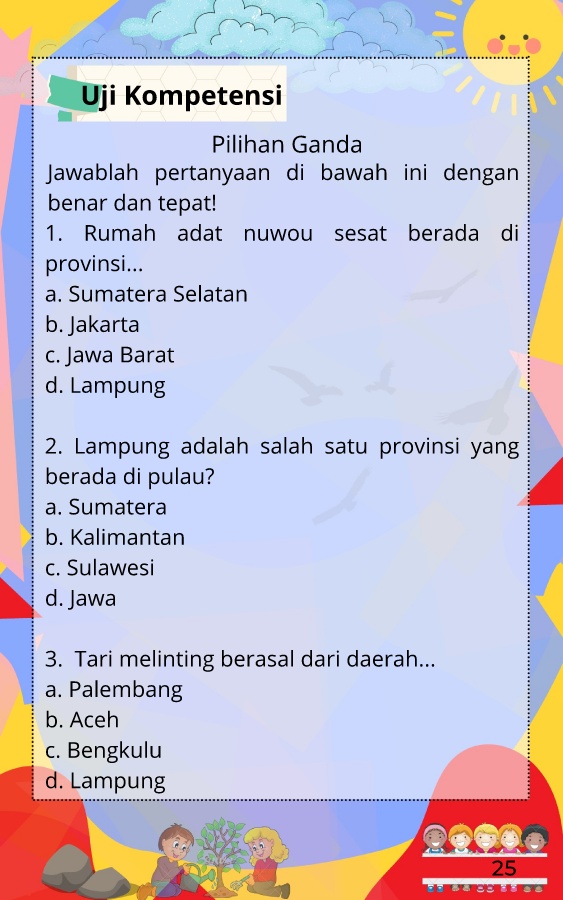 Uji Kompetensi
Pilihan Ganda
Jawablah pertanyaan di bawah ini dengan
benar dan tepat!
1. Rumah adat nuwou sesat berada di
provinsi...
a. Sumatera Selatan
b. Jakarta
c. Jawa Barat
d. Lampung
2. Lampung adalah salah satu provinsi yang
berada di pulau?
a. Sumatera
b. Kalimantan
c. Sulawesi
d. Jawa
3. Tari melinting berasal dari daerah...
a. Palembang
b. Aceh
c. Bengkulu
d. Lampung
25